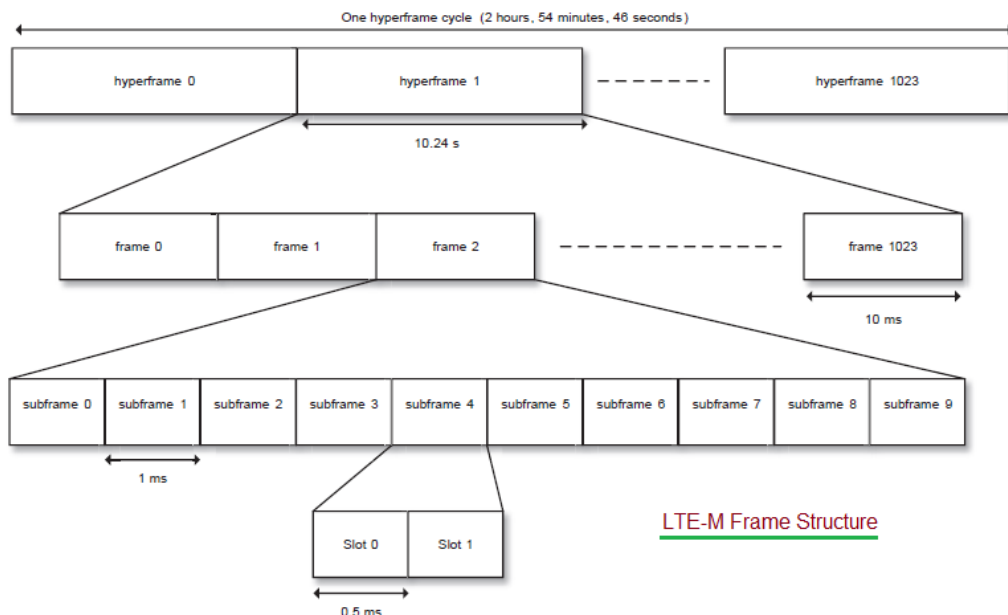 One hyperframe cycle (2 hours, 54 minutes, 46 seconds)
hyperframe 0
hyperframe 1
hyperframe 1023
10.24 s
frame 0
frame 1
frame 2
frame 1023
10 ms
subframe 0
subframe 1
subframe 2
subframe 3
subframe 4
subframe 5
subframe 6
subframe 7
subframe 8
subframe 9
1 ms
Slot 0
Slot 1
LTE-M Frame Structure
0.5 ms